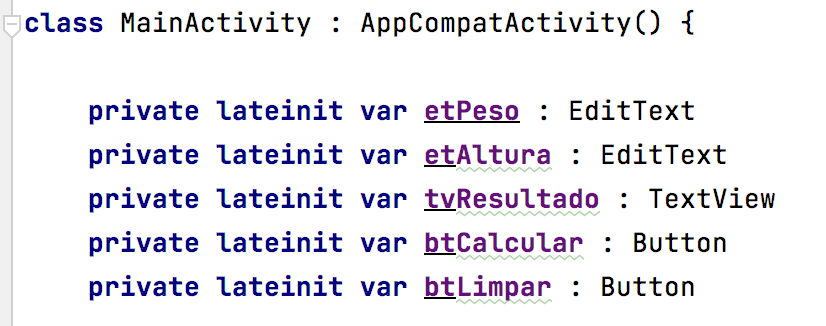 class MainActivity : AppCompatActivity() {
private lateinit var etPeso : EditText
private lateinit var etAltura : EditText
private lateinit var tvResultado : TextView
private lateinit var btCalcular : Button
private lateinit var btLimpar : Button